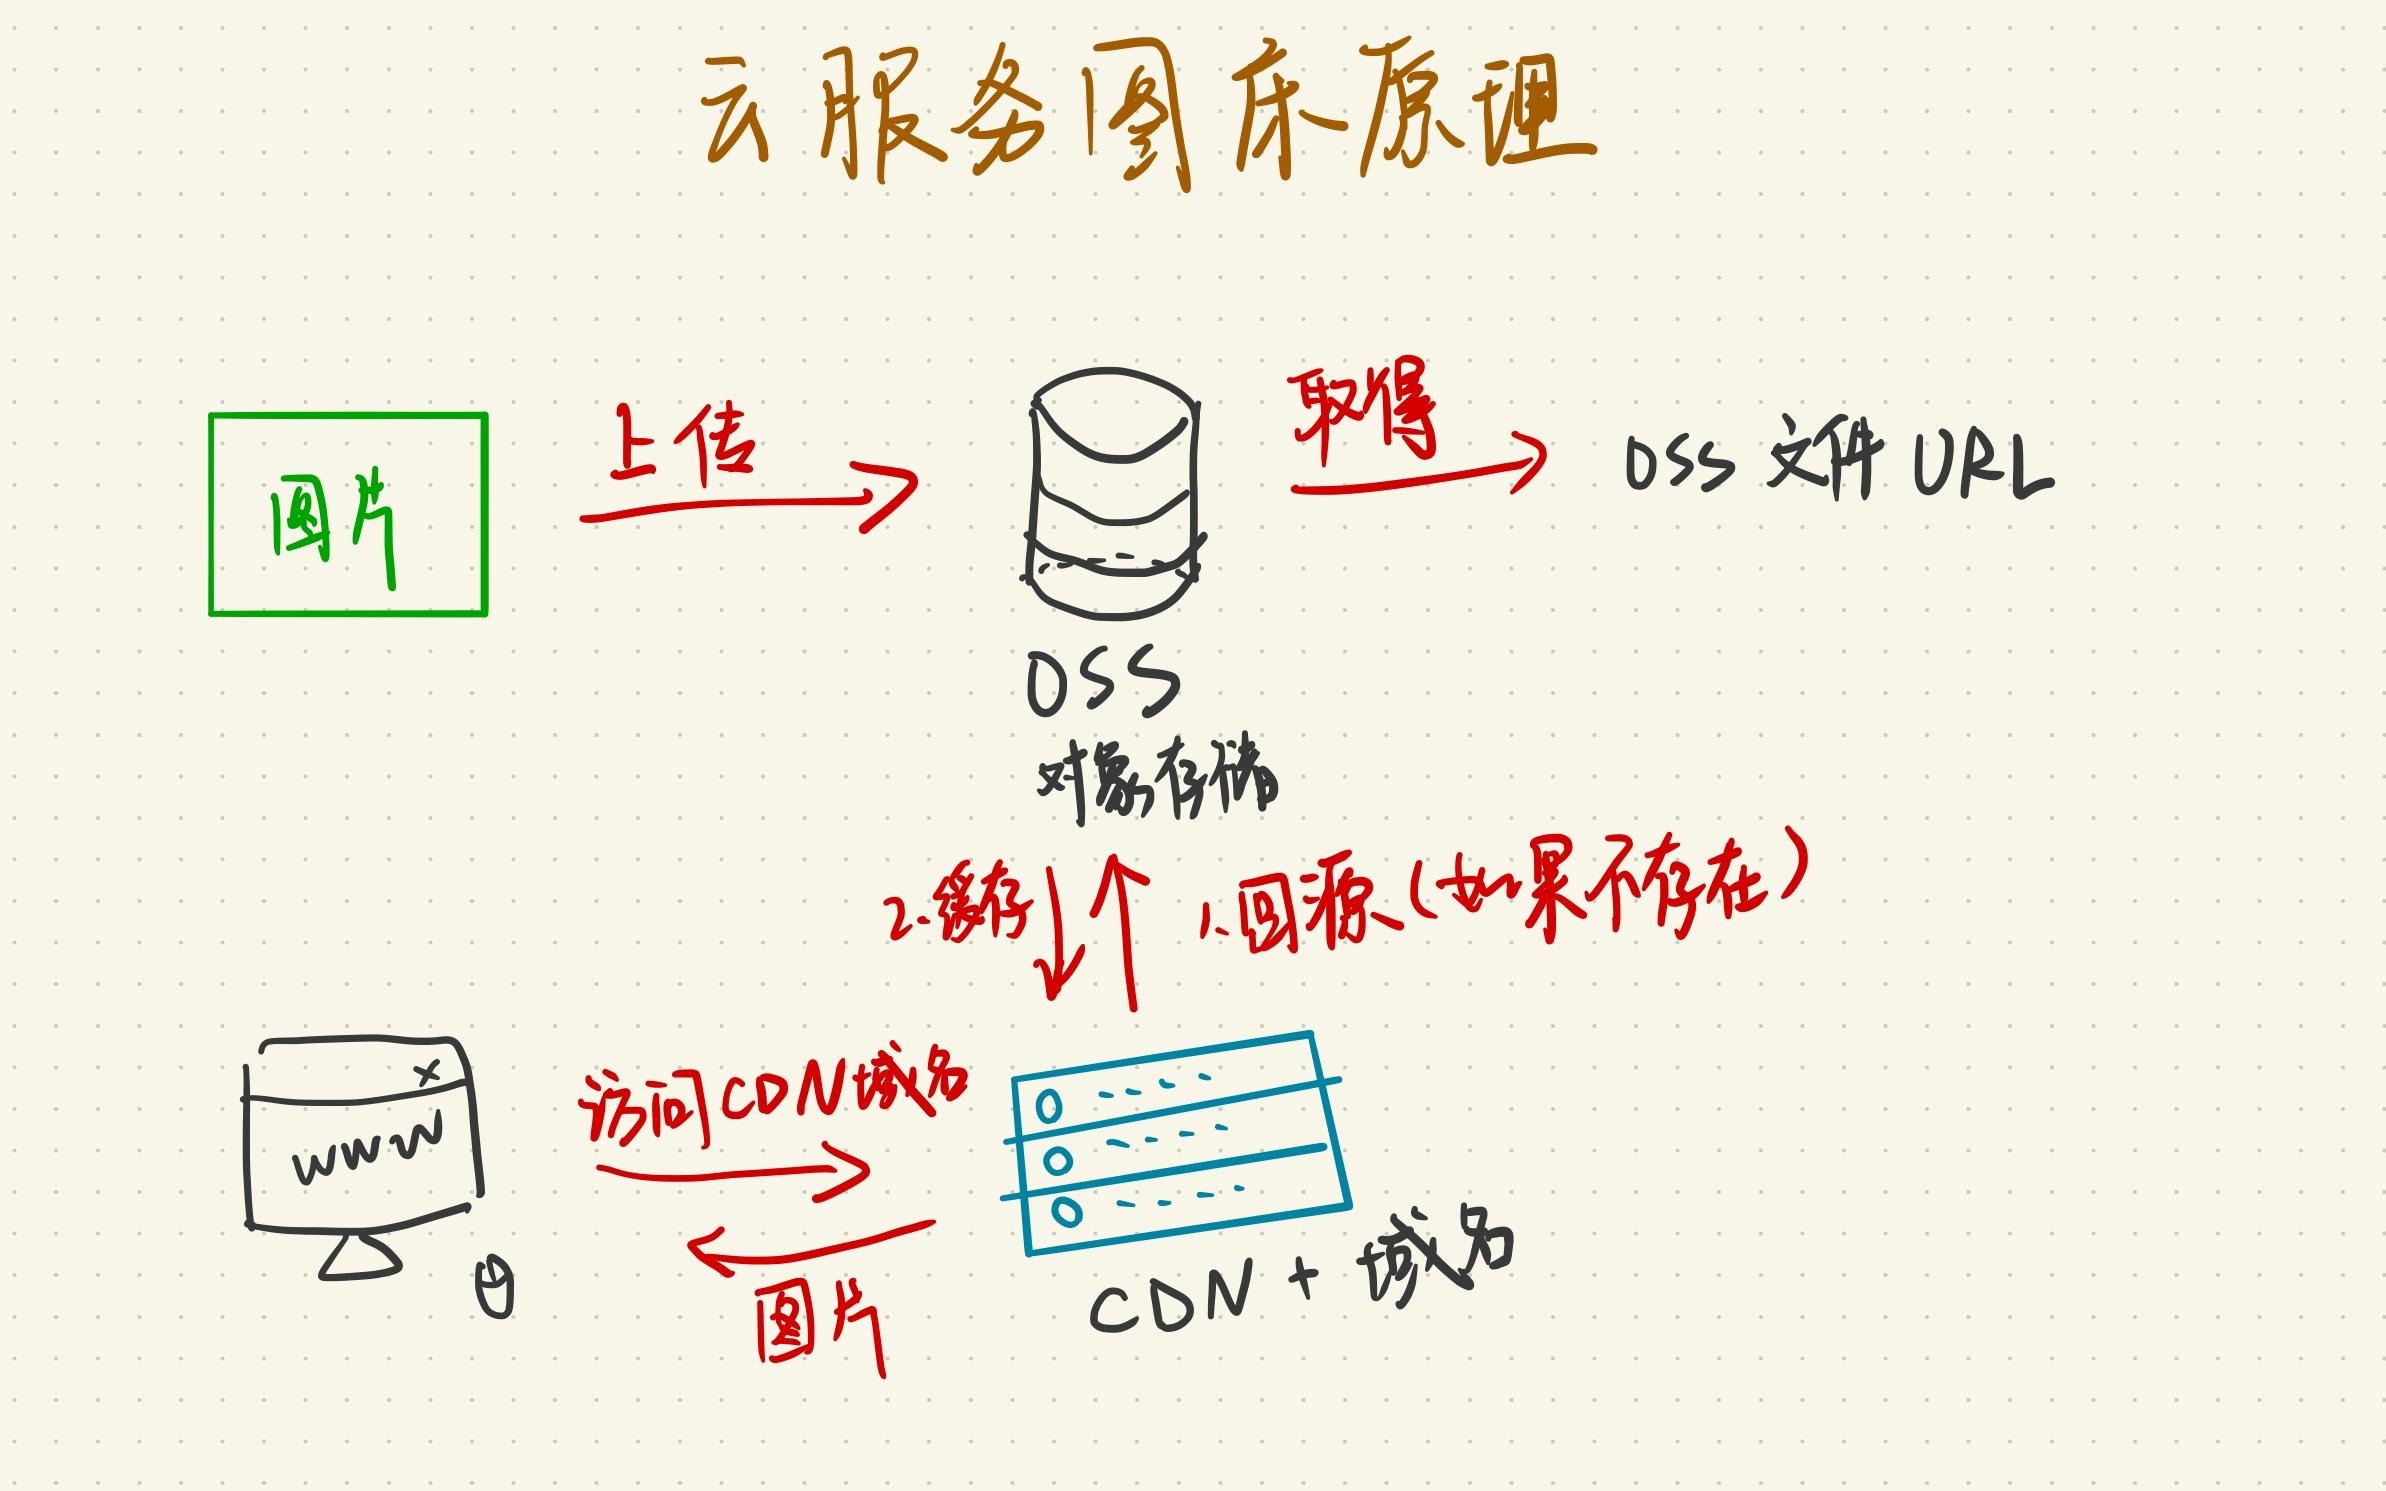 云服务图床原理
图片
上传
取得
OSS 文件 URL
OSS
对象存储
2.缓存
1.回源(如果不存在)
www
访问CDN域名
图片
CDN + 域名